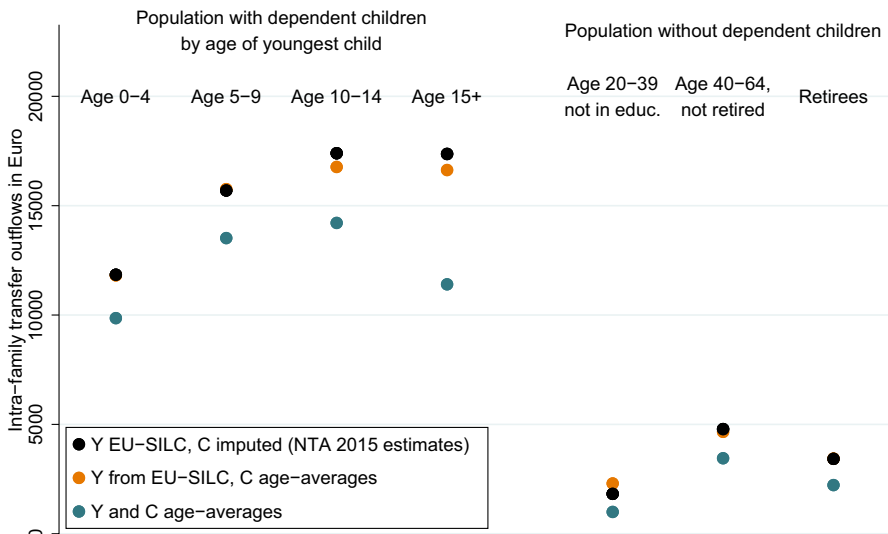 Population with dependent children
by age of youngest child
Population without dependent children
Age 0−4
Age 5−9
Age 10−14
Age 15+
Age 20−39
not in educ.
Age 40−64,
not retired
Retirees
Intra−family transfer outflows in Euro
20000
15000
10000
5000
0
Y EU−SILC, C imputed (NTA 2015 estimates)
Y from EU−SILC, C age−averages
Y and C age−averages